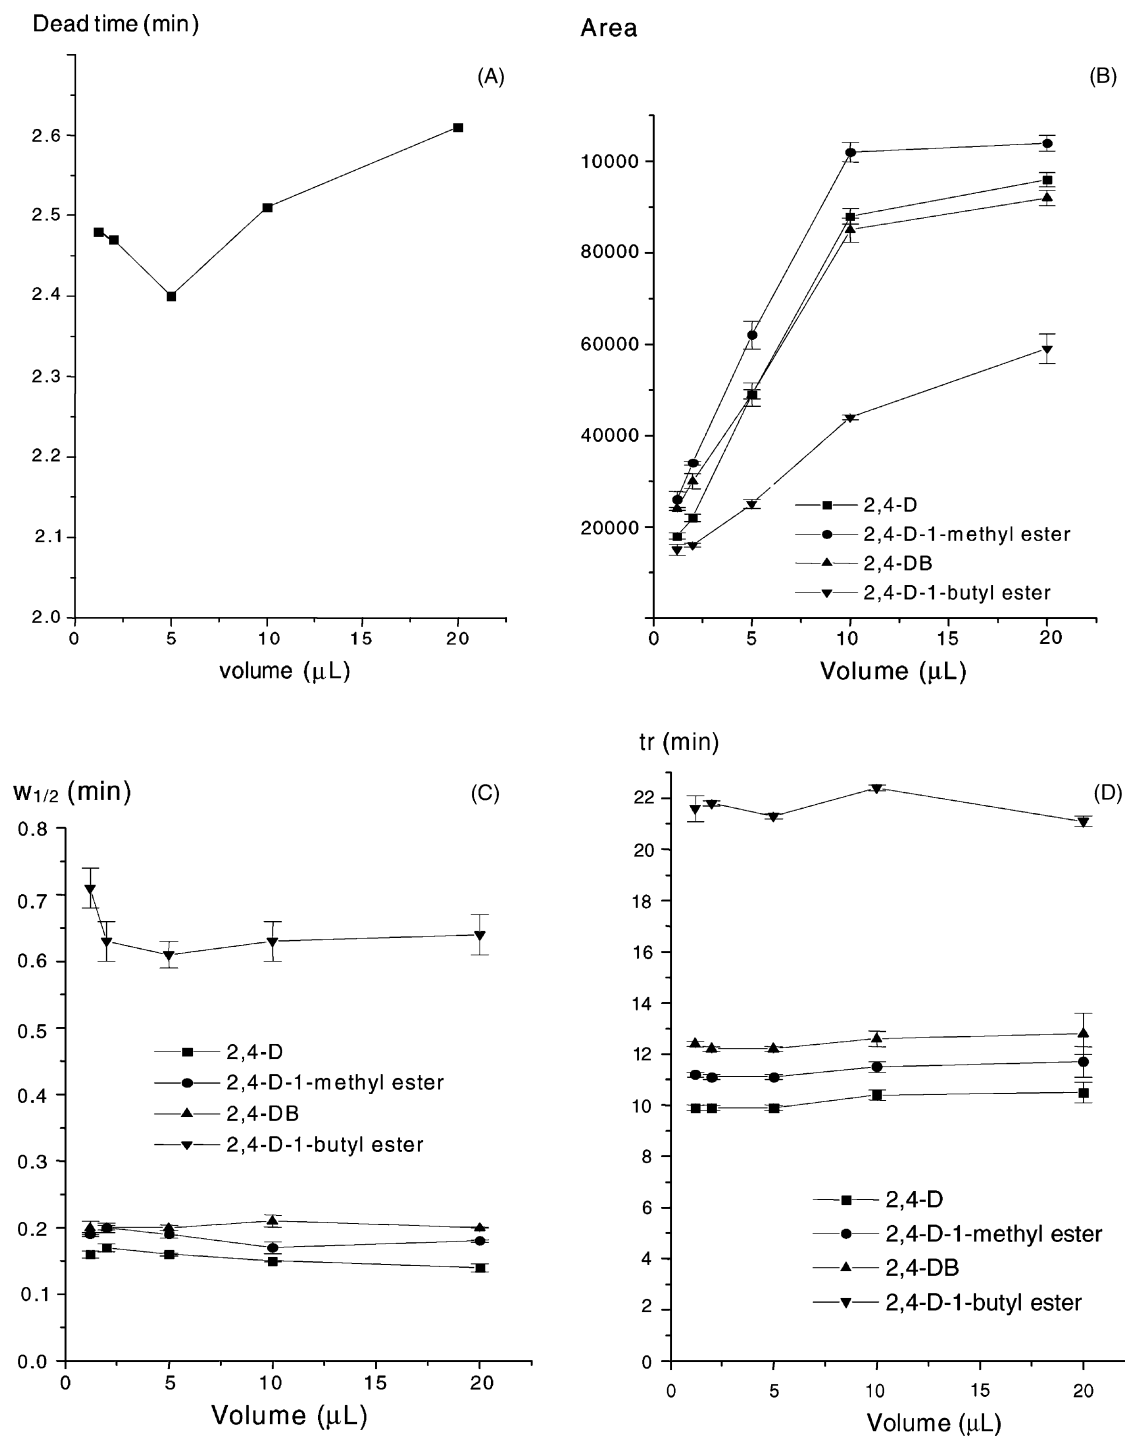 Dead time (min)
(A)
2.6
2.5
2.4
2.3
2.2
2.1
2.0
0 5 10 15 20
volume (μL)
Area
(B)
10000
80000
60000
40000
20000
2,4-D
2,4-D-1-methyl ester
2,4-DB
2,4-D-1-butyl ester
0 5 10 15 20
Volume (μL)
w1/2 (min)
(C)
0.8
0.7
0.6
0.5
0.4
0.3
0.2
0.1
0.0
2,4-D
2,4-D-1-methyl ester
2,4-DB
2,4-D-1-butyl ester
0 5 10 15 20
Volume (μL)
tr (min)
(D)
22
20
18
16
14
12
10
8
6
4
2
0
2,4-D
2,4-D-1-methyl ester
2,4-DB
2,4-D-1-butyl ester
0 5 10 15 20
Volume (μL)